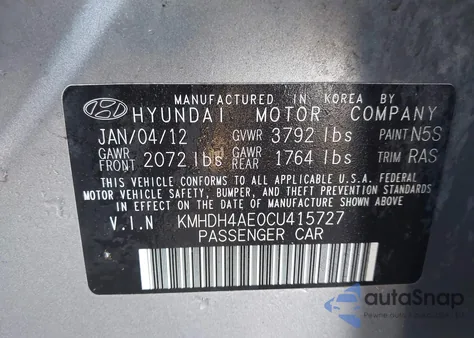 MANUFACTURED IN KOREA BY
HYUNDAI MOTOR COMPANY
JAN/04/12 GVWR 3792 lbs PAINT N5S
GAWR FRONT 2072 lbs GAWR REAR 1764 lbs TRIM RAS
THIS VEHICLE CONFORMS TO ALL APPLICABLE FEDERAL
MOTOR VEHICLE SAFETY, BUMPER, AND THEFT PREVENTION STANDARDS
IN EFFECT ON THE DATE OF MANUFACTURE SHOWN ABOVE
V.I.N KMHDH4AE0CU415727
PASSENGER CAR
autoSnap